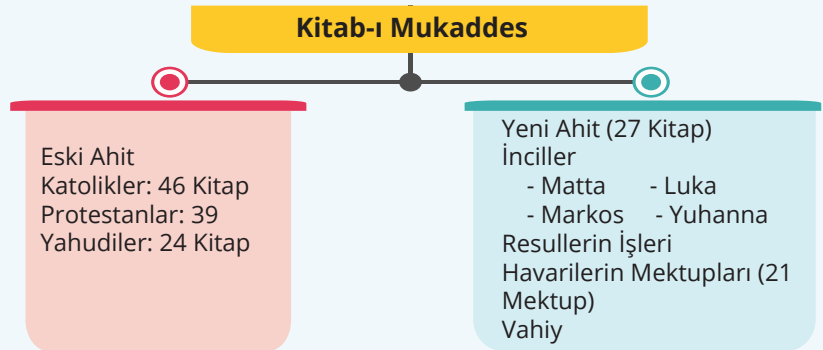 Kitab-ı Mukaddes
Eski Ahit
Katolikler: 46 Kitap
Protestanlar: 39
Yahudiler: 24 Kitap
Yeni Ahit (27 Kitap)
İnciller
- Matta - Luka
- Markos - Yuhanna
Resullerin İşleri
Havarilerin Mektupları (21
Mektup)
Vahiy